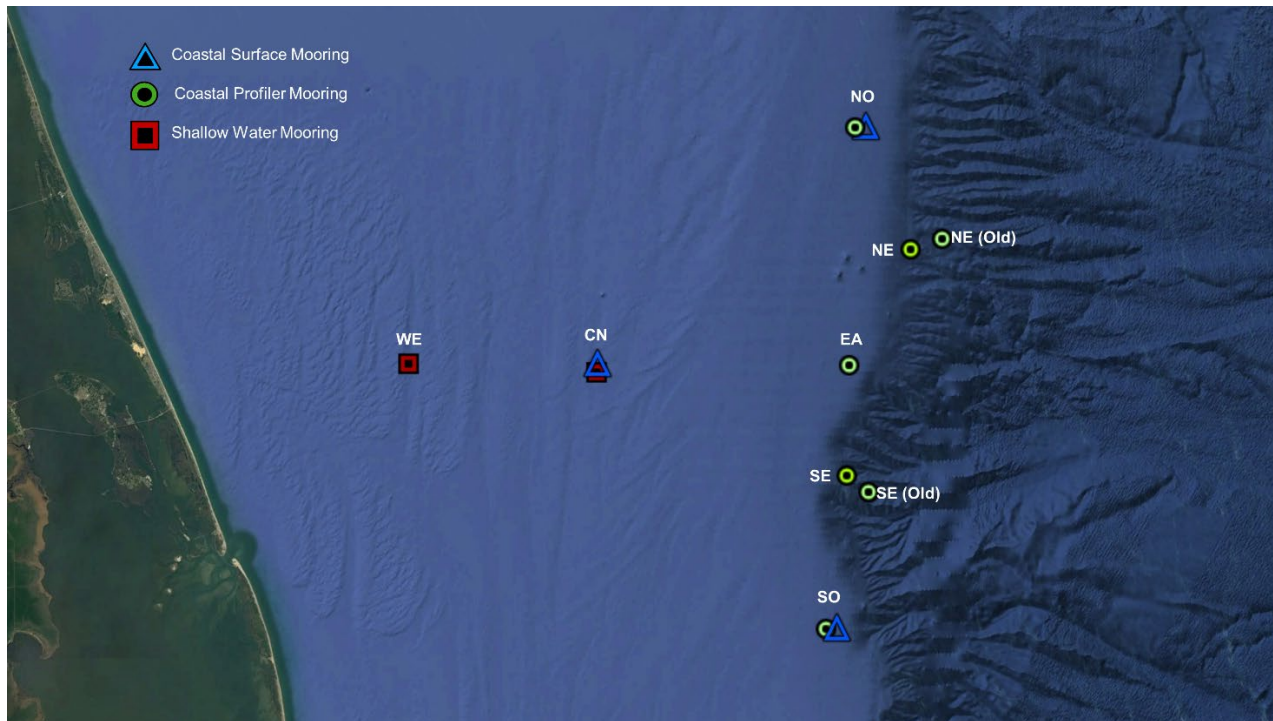 Coastal Surface Mooring
Coastal Profiler Mooring
Shallow Water Mooring
NO
NE
NE (Old)
WE
CN
EA
SE
SE (Old)
SO